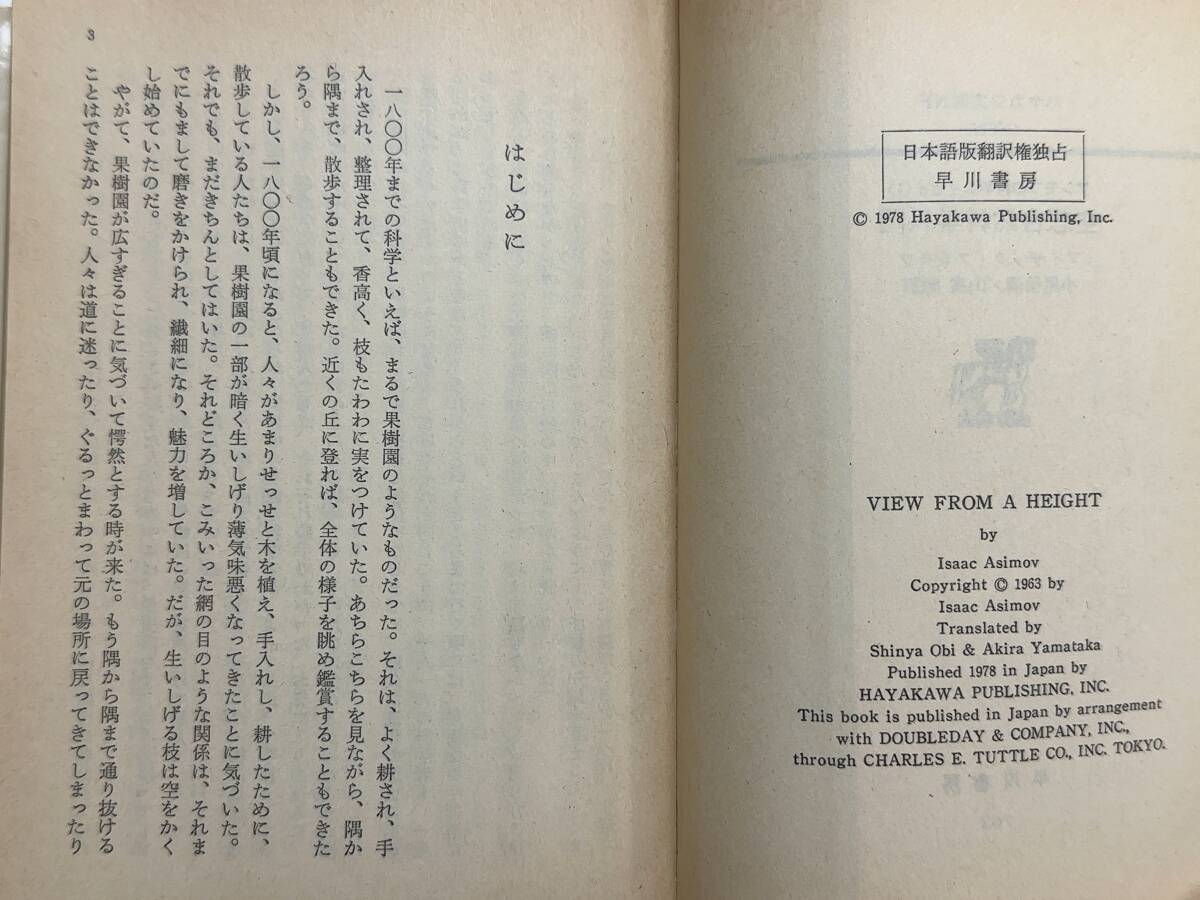 日本語版翻訳権独占
早川書房
© 1978 Hayakawa Publishing, Inc.
VIEW FROM A HEIGHT
by
Isaac Asimov
Copyright © 1963 by
Isaac Asimov
Translated by
Shinya Obi & Akira Yamataka
Published 1978 in Japan by
HAYAKAWA PUBLISHING, INC.
This book is published in Japan by arrangement
with DOUBLEDAY & COMPANY, INC.,
through CHARLES E. TUTTLE CO., INC. TOKYO.
はじめに
一八〇〇年までの科学といえば、まるで果樹園のようなものだった。それは、よく耕され、手
入れされ、整理されて、香高く、枝もたわわに実をつけていた。あちらこちらを見ながら、隅か
ら隅まで、散歩することもできた。近くの丘に登れば、全体の様子を眺め鑑賞することもできた
ろう。
しかし、一八〇〇年頃になると、人々があまりせっせと木を植え、手入れし、耕したために、
散歩している人たちは、果樹園の一部が暗く生いしげり薄気味悪くなってきたことに気づいた。
それでも、まだきちんとしてはいた。それどころか、こみいった網の目のような関係は、それま
でにもまして磨きをかけられ、繊細になり、魅力を増していた。だが、生いしげる枝は空をかく
し始めていたのだ。
やがて、果樹園が広すぎることに気づいて愕然とする時が来た。もう隅から隅まで通り抜ける
ことはできなかった。人々は道に迷ったり、ぐるっとまわって元の場所に戻ってきてしまったり
3